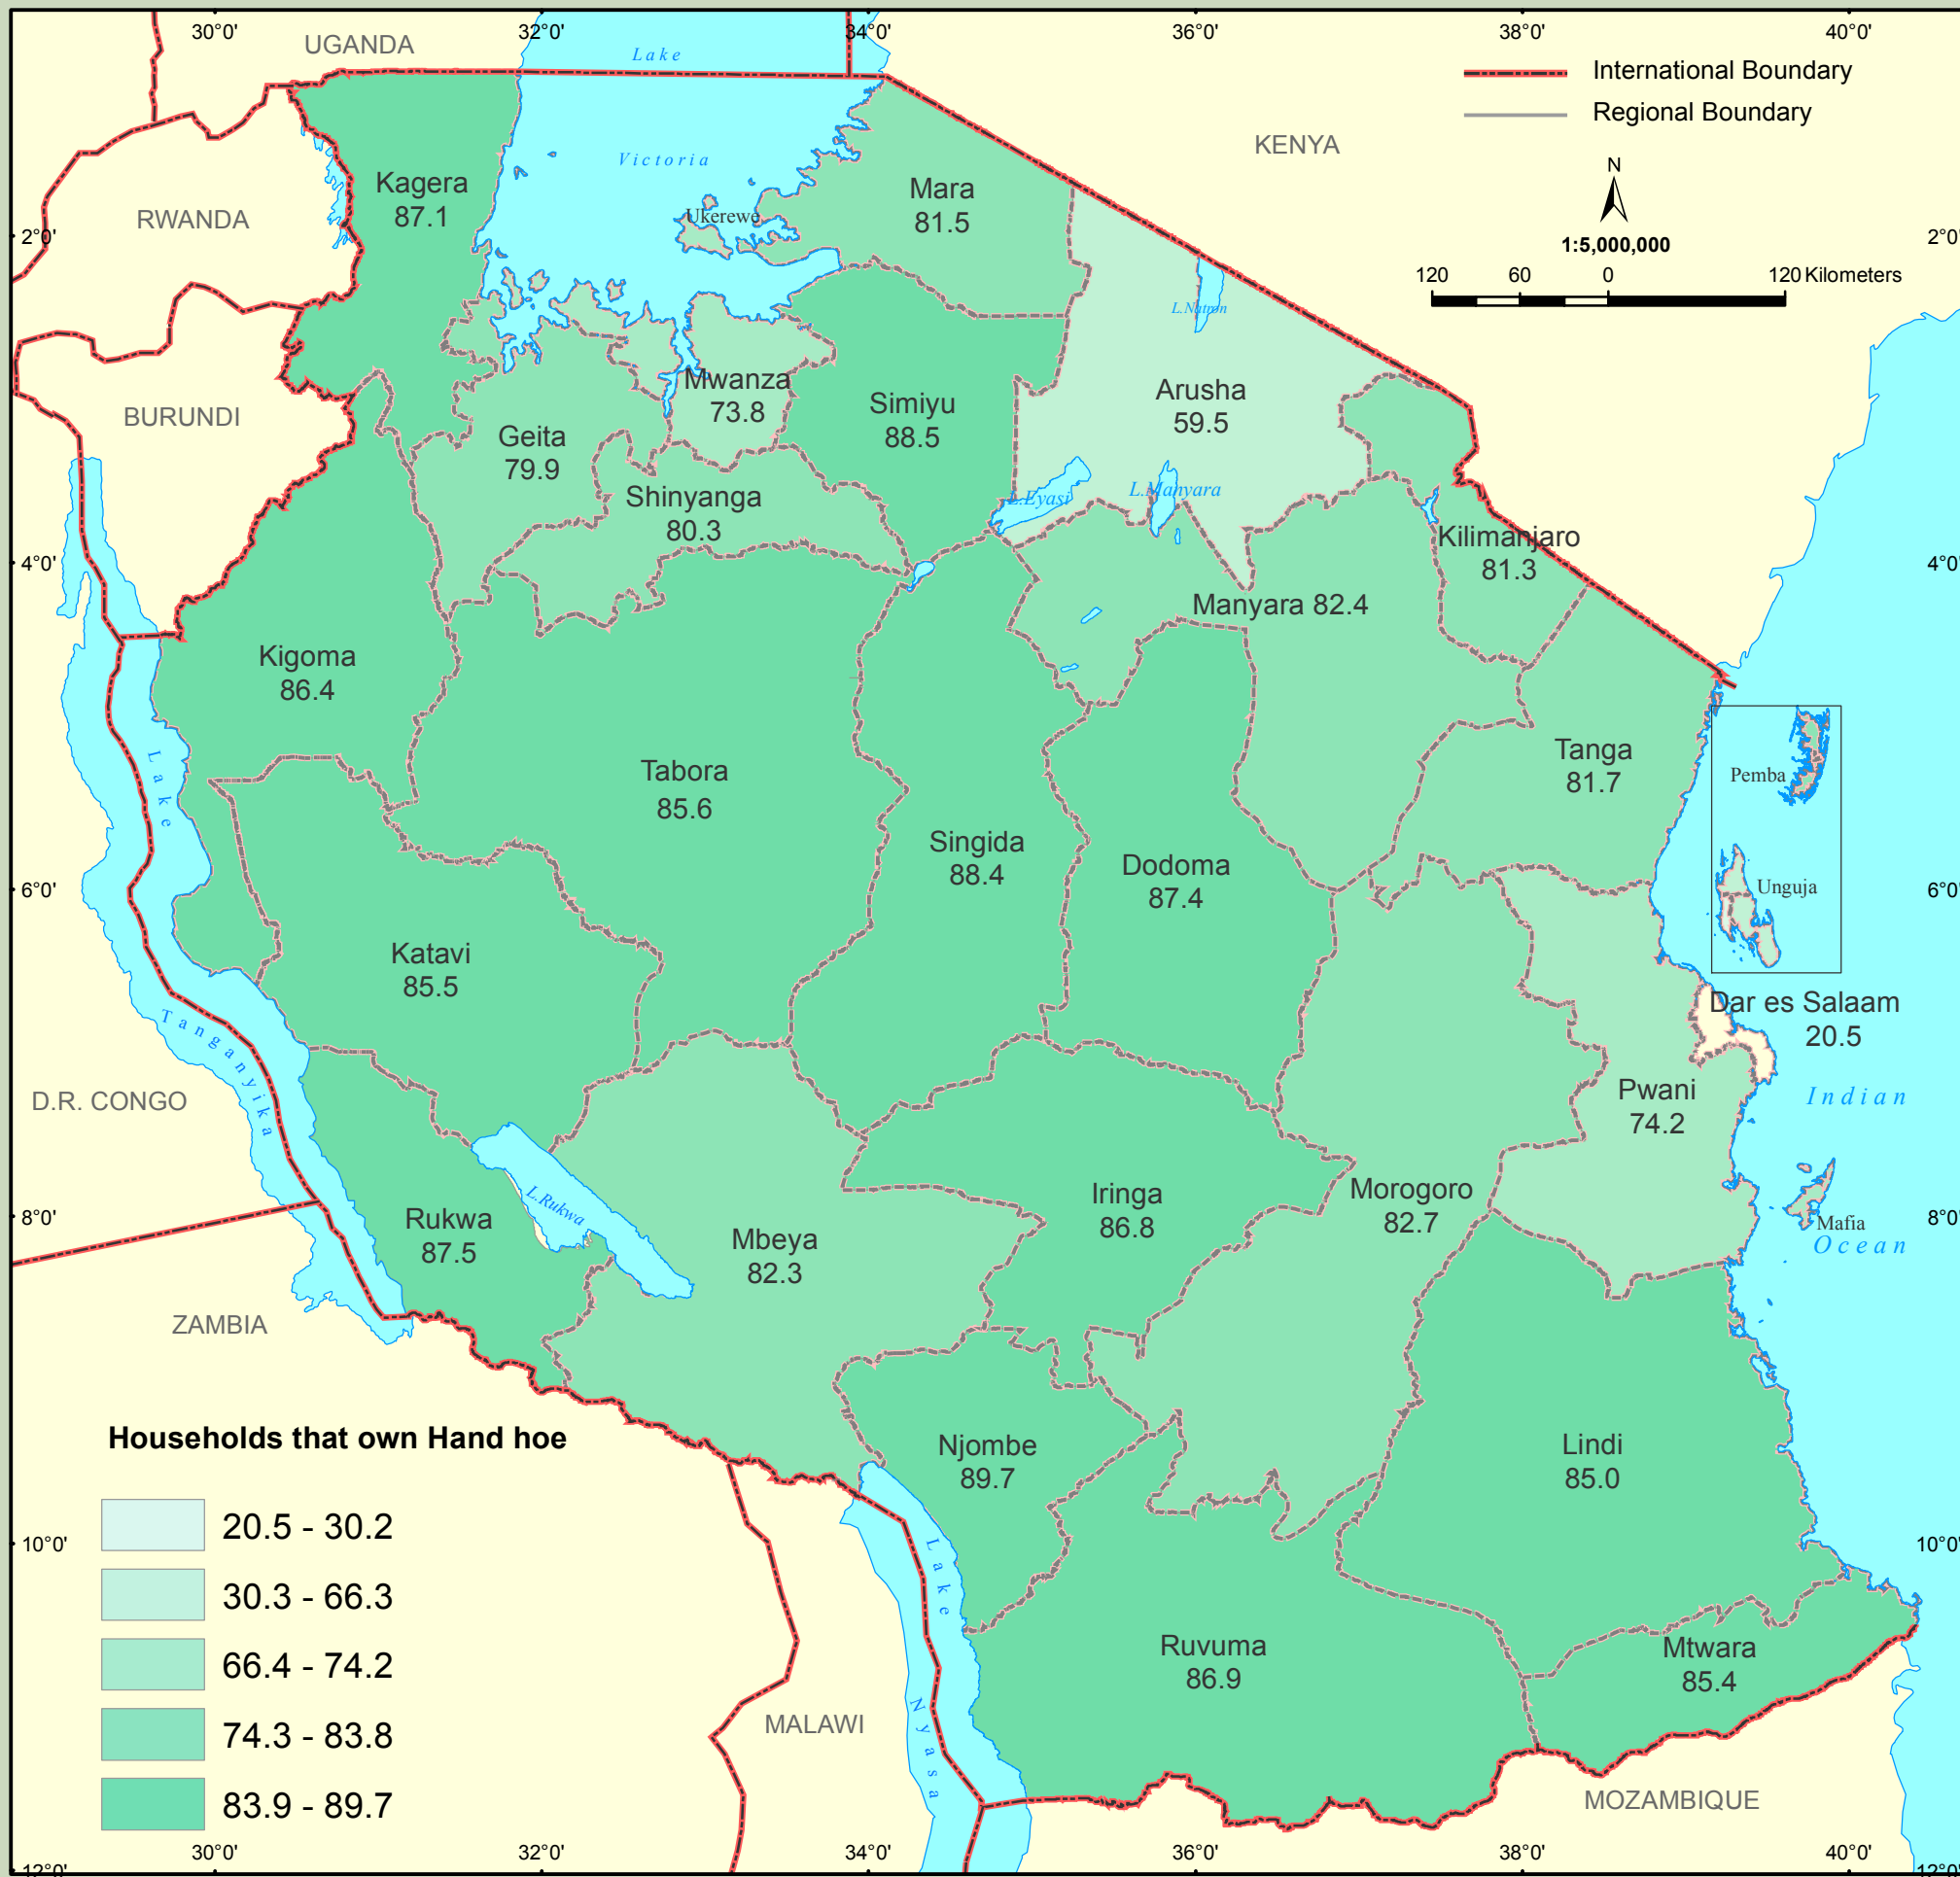 30°0'
32°0'
34°0'
36°0'
38°0'
40°0'
UGANDA
Lake
International Boundary
Regional Boundary
KENYA
Victoria
N
Kagera
87.1
Mara
81.5
RWANDA
Ukerewe
2°0'
2°0'
1:5,000,000
120
60
0
120 Kilometers
L.Natron
Mwanza
73.8
Arusha
59.5
Simiyu
88.5
BURUNDI
Geita
79.9
Shinyanga
80.3
L.Eyasi
L.Manyara
Kilimanjaro
81.3
4°0'
4°0'
Manyara 82.4
Kigoma
86.4
Tabora
85.6
Tanga
81.7
Pemba
Lake
Singida
88.4
Dodoma
87.4
6°0'
6°0'
Unguja
Katavi
85.5
Dar es Salaam
20.5
Tanganyika
D.R. CONGO
Pwani
74.2
Indian
L.Rukwa
Iringa
86.8
Morogoro
82.7
8°0'
8°0'
Rukwa
87.5
Mbeya
82.3
Mafia
Ocean
ZAMBIA
Households that own Hand hoe
Njombe
89.7
Lindi
85.0
20.5 - 30.2
10°0'
10°0'
30.3 - 66.3
Lake
Ruvuma
86.9
Mtwara
85.4
66.4 - 74.2
74.3 - 83.8
MALAWI
Nyasa
83.9 - 89.7
MOZAMBIQUE
30°0'
32°0'
34°0'
36°0'
38°0'
40°0'
12°0'
12°0'